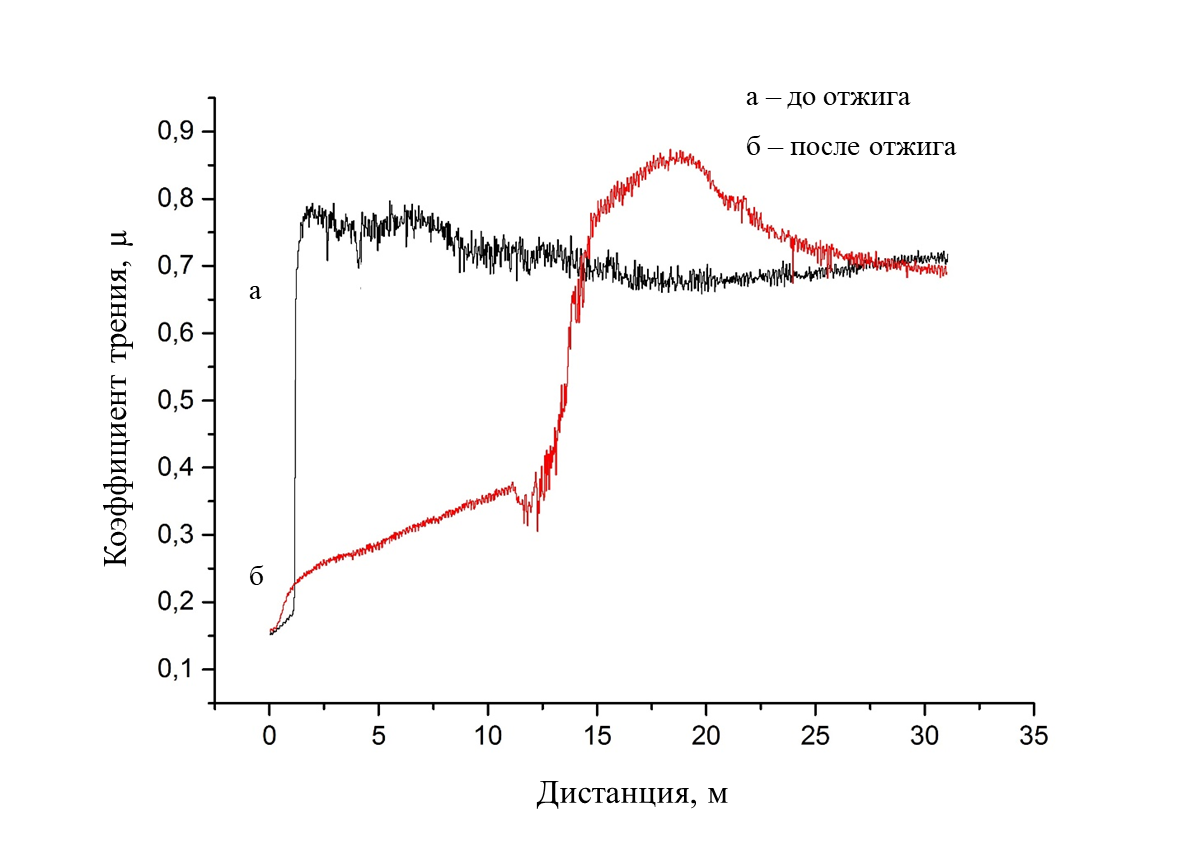 а – до отжига
б – после отжига
Коэффициент трения, μ
0,9
0,8
0,7
0,6
0,5
0,4
0,3
0,2
0,1
а
б
0 5 10 15 20 25 30 35
Дистанция, м